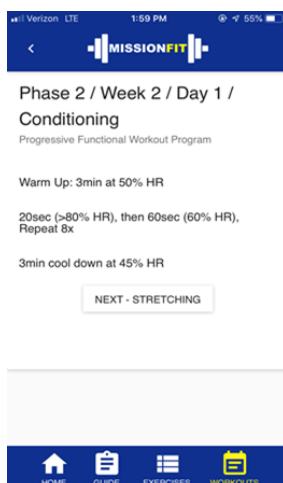 Verizon LTE 1:59 PM 55%
MISSIONFIT
Phase 2 / Week 2 / Day 1 /
Conditioning
Progressive Functional Workout Program
Warm Up: 3min at 50% HR
20sec (>80% HR), then 60sec (60% HR),
Repeat 8x
3min cool down at 45% HR
NEXT - STRETCHING
HOME GUIDE EXERCISES WORKOUTS